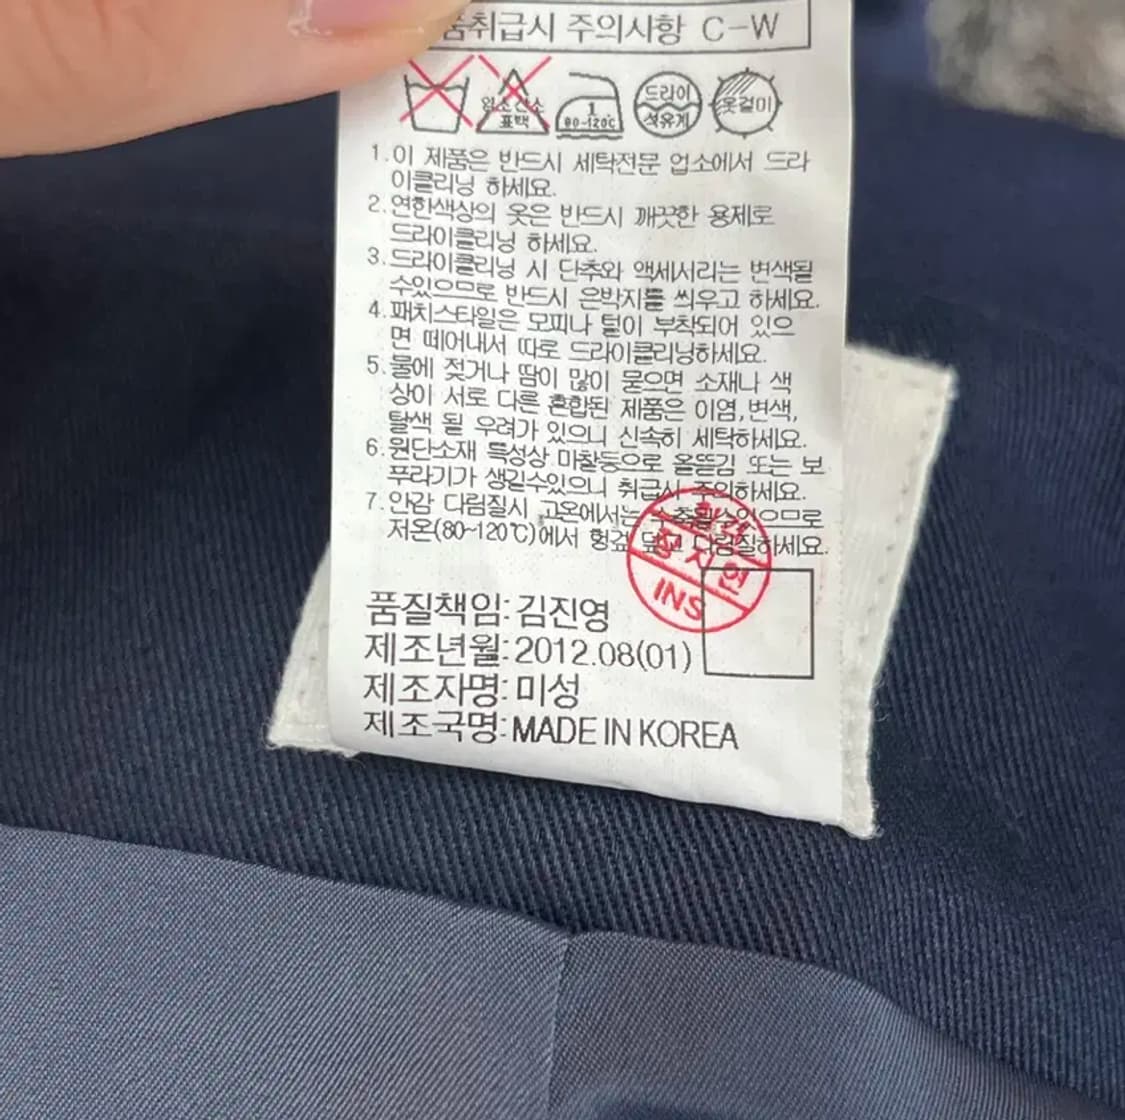 품취급시 주의사항 C-W
염소 산소
표백
1
80-120℃
드라이
석유계
옷걸이
1. 이 제품은 반드시 세탁전문 업소에서 드라
이클리닝 하세요.
2. 연한색상의 옷은 반드시 깨끗한 용제로
드라이클리닝 하세요.
3. 드라이클리닝 시 단추와 액세서리는 변색될
수있으므로 반드시 은박지를 씌우고 하세요.
4. 패치스타일은 모피나 털이 부착되어 있으
면 떼어내서 따로 드라이클리닝하세요.
5. 물에 젖거나 땀이 많이 묻으면 소재나 색
상이 서로 다른 혼합된 제품은 이염,변색,
탈색 될 우려가 있으니 신속히 세탁하세요.
6. 원단소재 특성상 마찰등으로 올뜯김 또는 보
푸라기가 생길수있으니 취급시 주의하세요.
7. 안감 다림질시 고온에서는 수축될수있으므로
저온(80~120℃)에서 헝겊 덮고 다림질하세요.
정지연
INS
품질책임: 김진영
제조년월: 2012.08(01)
제조자명: 미성
제조국명: MADE IN KOREA